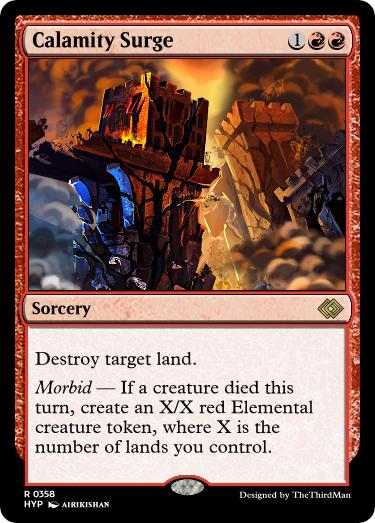 Calamity Surge 1
Sorcery
Destroy target land.
Morbid — If a creature died this
turn, create an X/X red Elemental
creature token, where X is the
number of lands you control.
R 0358
HYP AIRIKISHAN
Designed by TheThirdMan